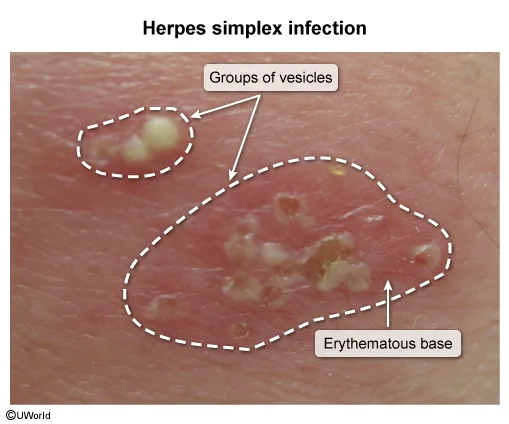 Herpes simplex infection
Groups of vesicles
Erythematous base
©UWorld